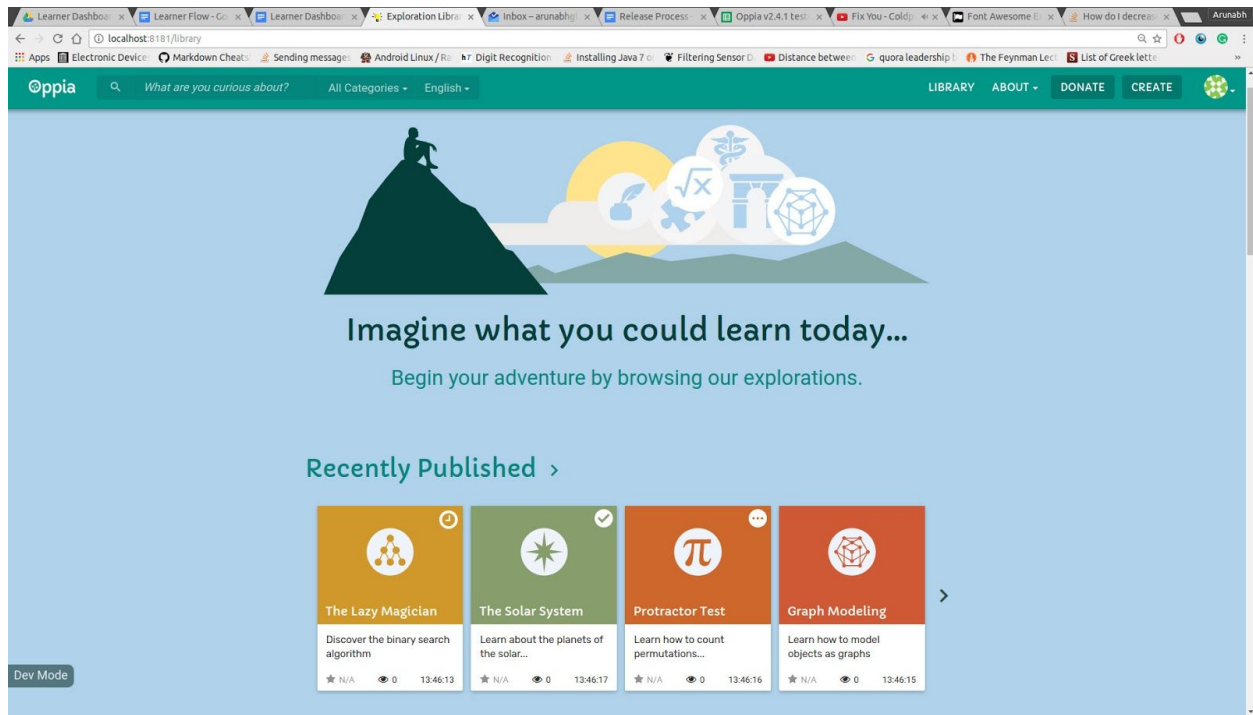 Learner Dashboar
Learner Flow - Go
Learner Dashboar
Exploration Librar
Inbox – arunabhg
Release Process -
Oppia v2.4.1 testi
Fix You - Coldp
Font Awesome E
How do I decreas
Arunabh
localhost:8181/library
Apps
Electronic Device
Markdown Cheats
Sending message
Android Linux / Ra
Digit Recognition
Installing Java 7 o
Filtering Sensor D
Distance between
quora leadership b
The Feynman Lect
List of Greek lette
Oppia
What are you curious about?
All Categories
English
LIBRARY
ABOUT
DONATE
CREATE
Imagine what you could learn today...
Begin your adventure by browsing our explorations.
Recently Published
The Lazy Magician
Discover the binary search
algorithm
N/A 0 13:46:13
The Solar System
Learn about the planets of
the solar...
N/A 0 13:46:17
π
Protractor Test
Learn how to count
permutations...
N/A 0 13:46:16
Graph Modeling
Learn how to model
objects as graphs
N/A 0 13:46:15
√x
Dev Mode